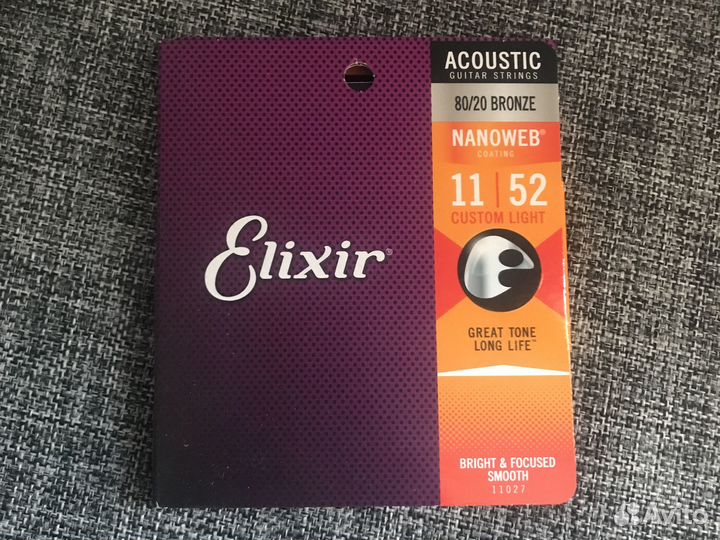 ACOUSTIC
GUITAR STRINGS
80/20 BRONZE
NANOWEB®
COATING
11 | 52
CUSTOM LIGHT
Elixir®
GREAT TONE
LONG LIFE™
BRIGHT & FOCUSED
SMOOTH
11027
Avito